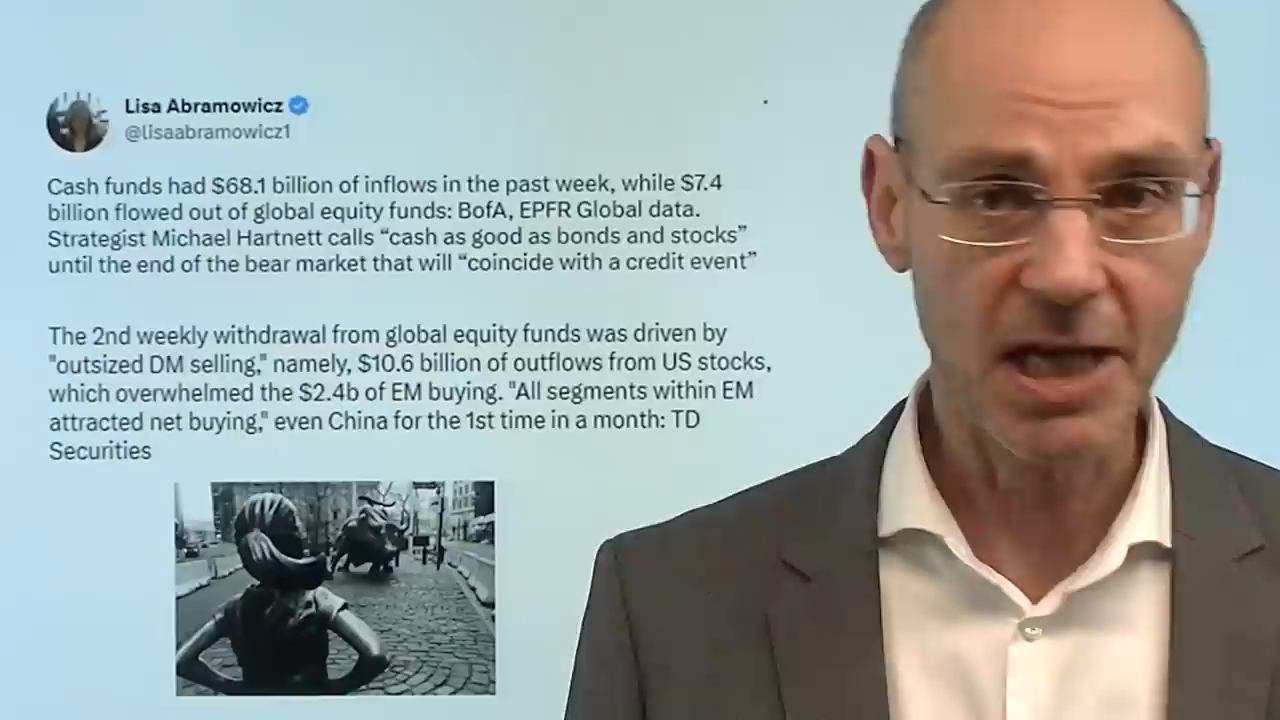 Lisa Abramowicz
@lisaabramowicz1
Cash funds had $68.1 billion of inflows in the past week, while $7.4
billion flowed out of global equity funds: BofA, EPFR Global data.
Strategist Michael Hartnett calls “cash as good as bonds and stocks”
until the end of the bear market that will “coincide with a credit event”
The 2nd weekly withdrawal from global equity funds was driven by
"outsized DM selling," namely, $10.6 billion of outflows from US stocks,
which overwhelmed the $2.4b of EM buying. "All segments within EM
attracted net buying," even China for the 1st time in a month: TD
Securities